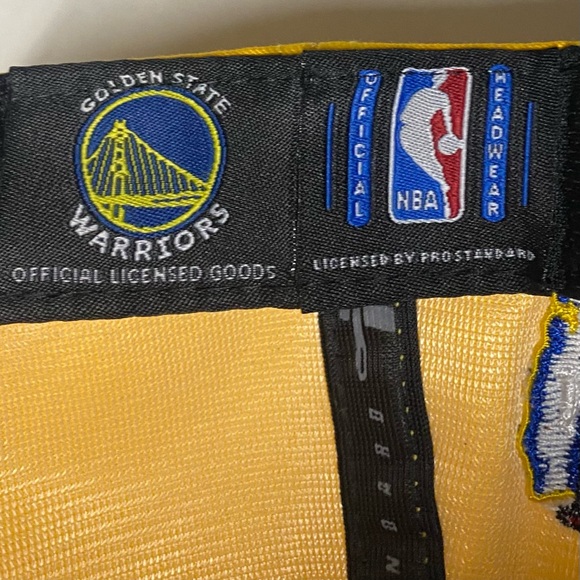 GOLDEN STATE
WARRIORS
OFFICIAL LICENSED GOODS
OFFICIAL
NBA
HEADWEAR
LICENSED BY PRO STANDARD